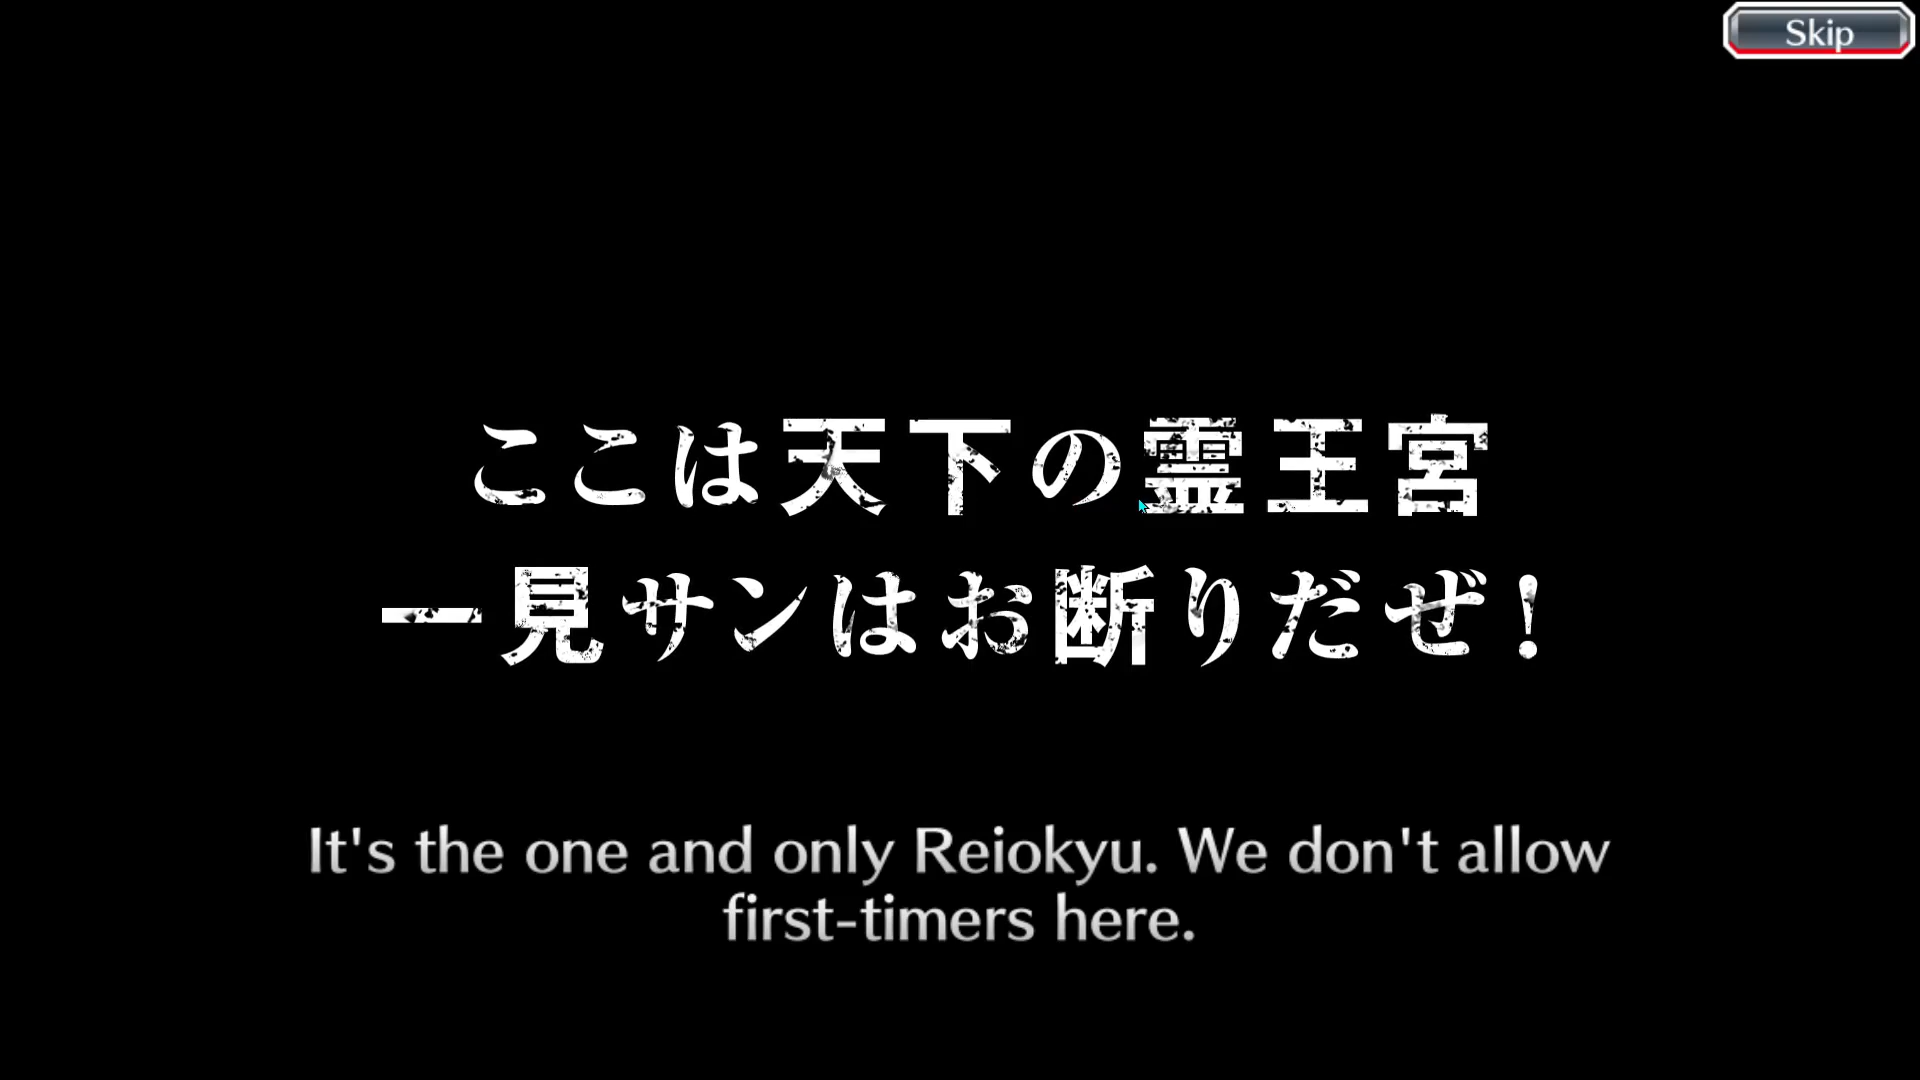 Skip
ここは天下の霊王宮
一見サンはお断りだぜ！
It's the one and only Reiokyu. We don't allow
first-timers here.